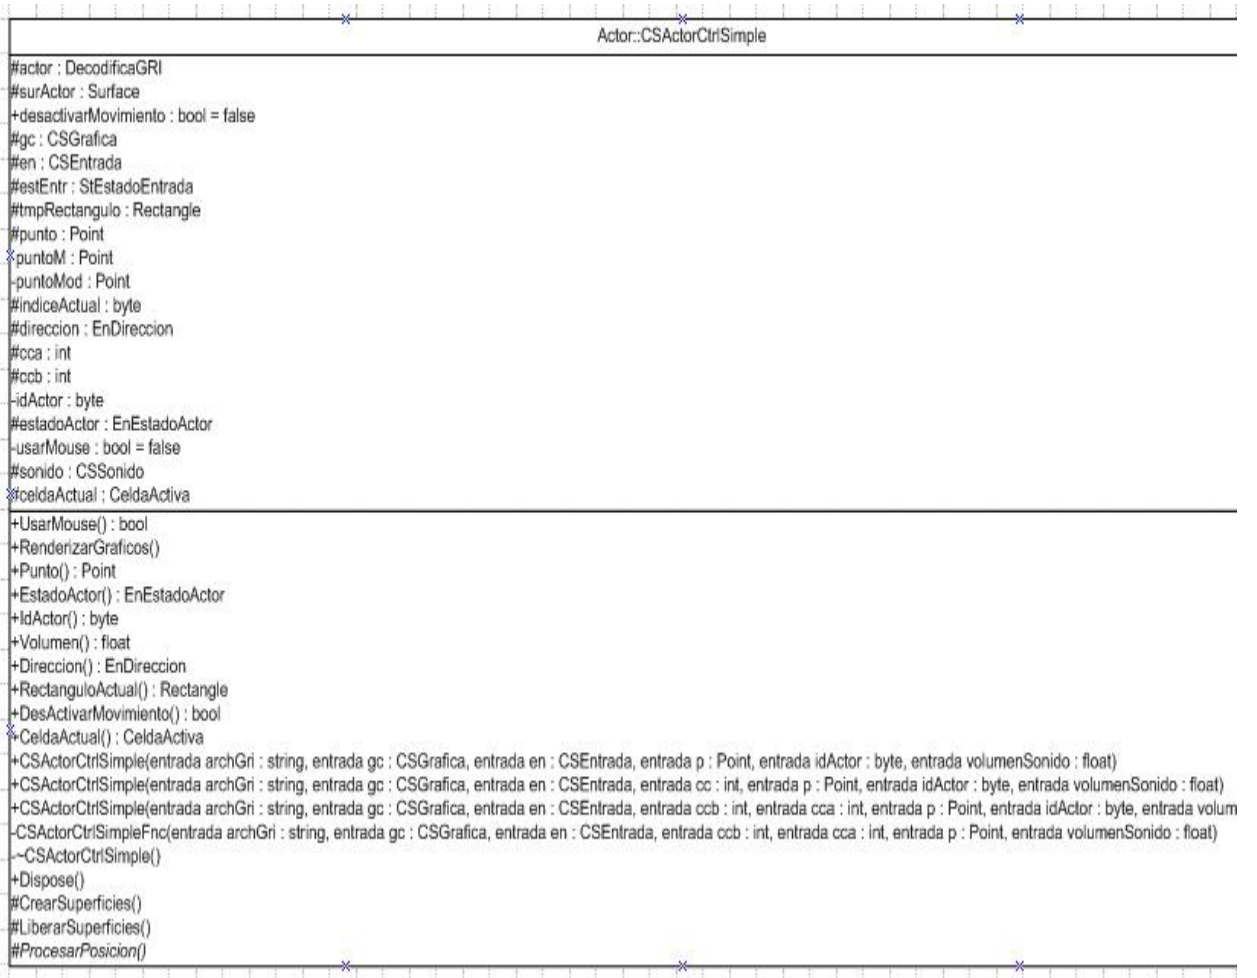 Actor::CSActorCtrlSimple
#actor : DecodificaGRI
#surActor : Surface
+desactivarMovimiento : bool = false
#gc : CSGrafica
#en : CSEntrada
#estEntr : StEstadoEntrada
#tmpRectangulo : Rectangle
#punto : Point
puntoM : Point
-puntoMod : Point
#indiceActual : byte
#direccion : EnDireccion
#cca : int
#ccb : int
-idActor : byte
#estadoActor : EnEstadoActor
-usarMouse : bool = false
#sonido : CSSonido
#celdaActual : CeldaActiva
+UsarMouse() : bool
+RenderizarGraficos()
+Punto() : Point
+EstadoActor() : EnEstadoActor
+IdActor() : byte
+Volumen() : float
+Direccion() : EnDireccion
+RectanguloActual() : Rectangle
+DesActivarMovimiento() : bool
+CeldaActual() : CeldaActiva
+CSActorCtrlSimple(entrada archGri : string, entrada gc : CSGrafica, entrada en : CSEntrada, entrada p : Point, entrada idActor : byte, entrada volumenSonido : float)
+CSActorCtrlSimple(entrada archGri : string, entrada gc : CSGrafica, entrada en : CSEntrada, entrada cc : int, entrada p : Point, entrada idActor : byte, entrada volumenSonido : float)
+CSActorCtrlSimple(entrada archGri : string, entrada gc : CSGrafica, entrada en : CSEntrada, entrada ccb : int, entrada cca : int, entrada p : Point, entrada idActor : byte, entrada volum
-CSActorCtrlSimpleFnc(entrada archGri : string, entrada gc : CSGrafica, entrada en : CSEntrada, entrada ccb : int, entrada cca : int, entrada p : Point, entrada volumenSonido : float)
-~CSActorCtrlSimple()
+Dispose()
#CrearSuperficies()
#LiberarSuperficies()
#ProcesarPosicion()